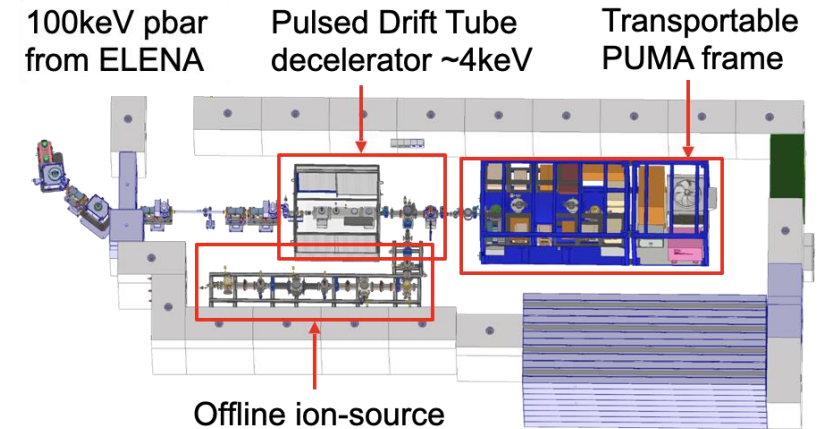 100keV pbar
from ELENA
Pulsed Drift Tube
decelerator ~4keV
Transportable
PUMA frame
Offline ion-source